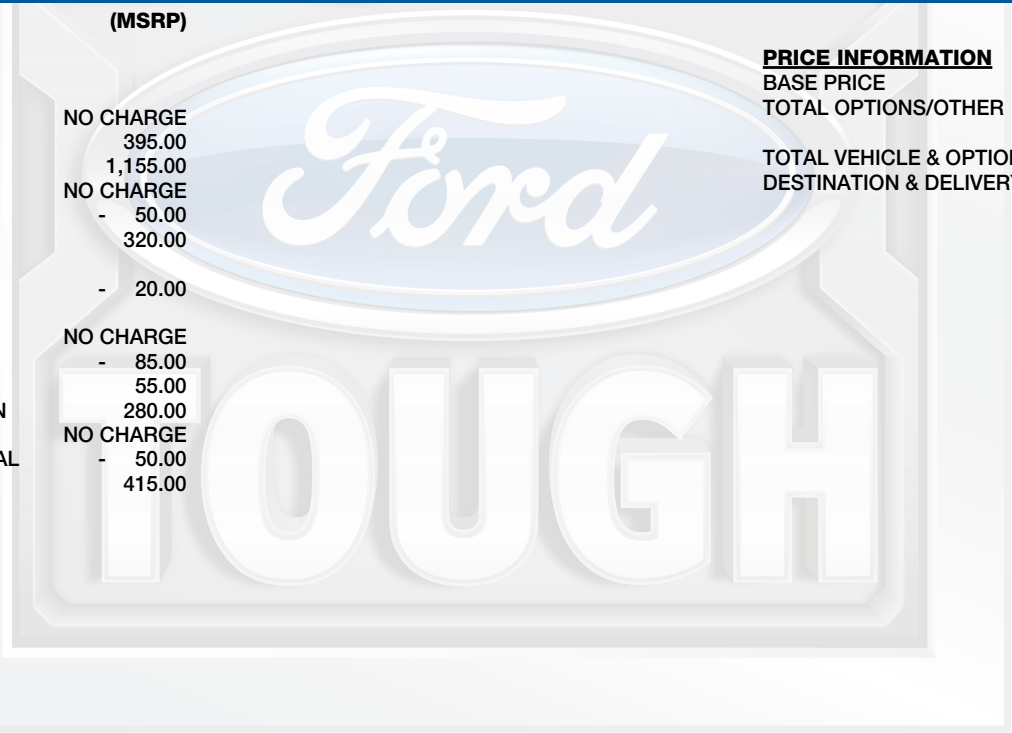 (MSRP)
NO CHARGE
395.00
1,155.00
NO CHARGE
- 50.00
320.00
- 20.00
NO CHARGE
- 85.00
55.00
N 280.00
NO CHARGE
AL - 50.00
415.00
PRICE INFORMATION
BASE PRICE
TOTAL OPTIONS/OTHER
TOTAL VEHICLE & OPTION
DESTINATION & DELIVERY
Ford
TOUGH